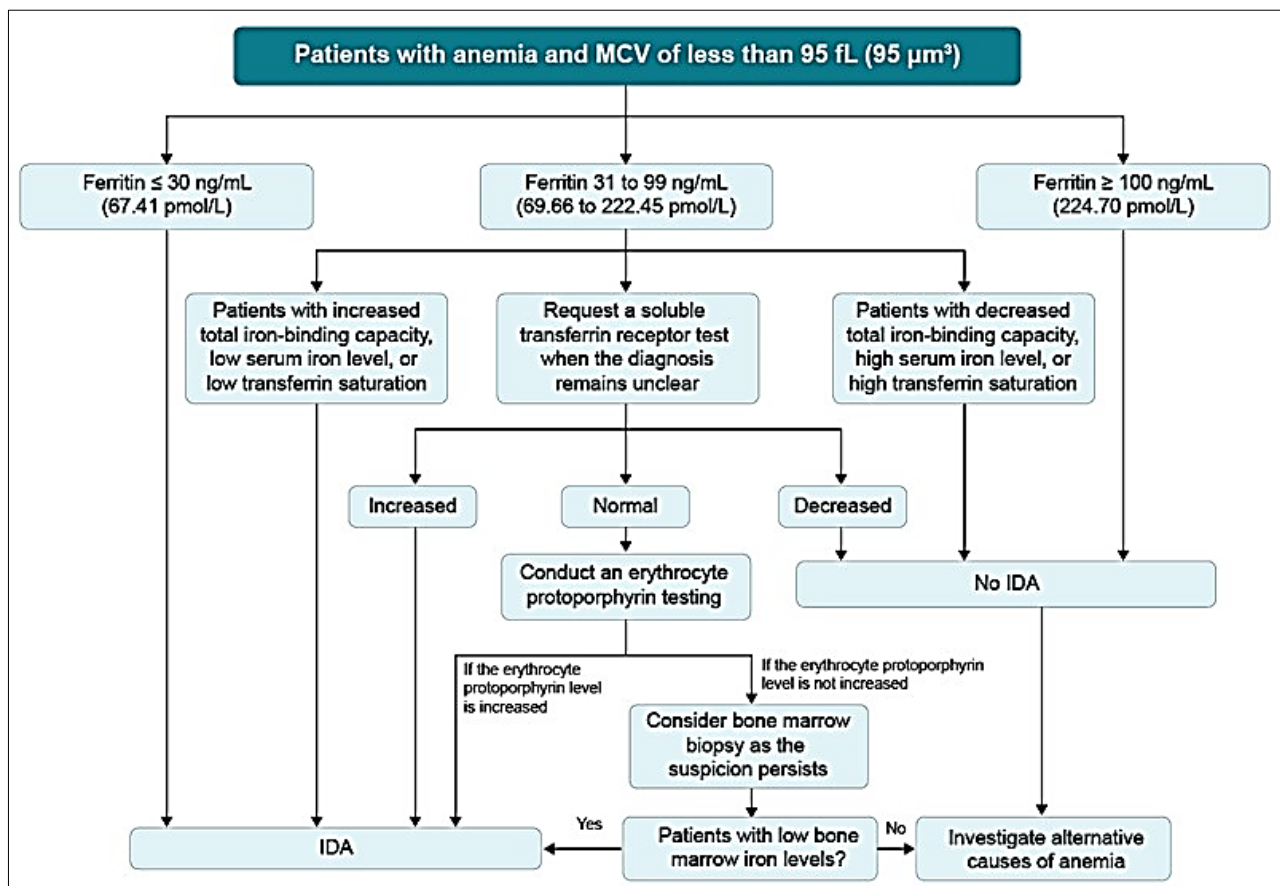 Patients with anemia and MCV of less than 95 fL (95 µm³)
Ferritin ≤ 30 ng/mL
(67.41 pmol/L)
Ferritin 31 to 99 ng/mL
(69.66 to 222.45 pmol/L)
Ferritin ≥ 100 ng/mL
(224.70 pmol/L)
Patients with increased
total iron-binding capacity,
low serum iron level, or
low transferrin saturation
Request a soluble
transferrin receptor test
when the diagnosis
remains unclear
Patients with decreased
total iron-binding capacity,
high serum iron level, or
high transferrin saturation
Increased
Normal
Decreased
Conduct an erythrocyte
protoporphyrin testing
No IDA
If the erythrocyte
protoporphyrin level
is increased
If the erythrocyte protoporphyrin
level is not increased
Consider bone marrow
biopsy as the
suspicion persists
IDA
Yes
Patients with low bone
marrow iron levels?
No
Investigate alternative
causes of anemia